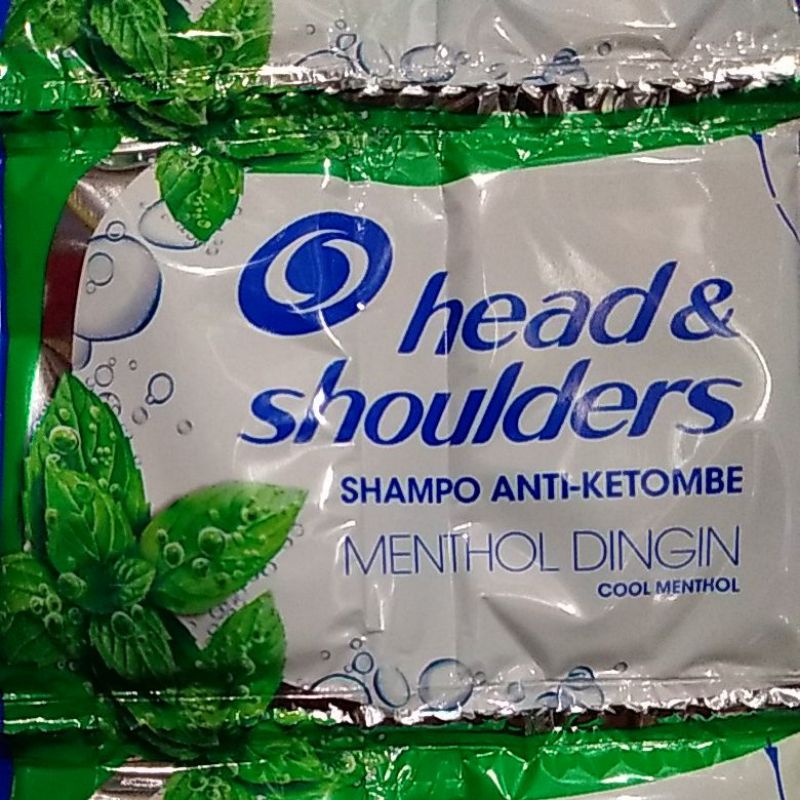 head &
shoulders
SHAMPO ANTI-KETOMBE
MENTHOL DINGIN
COOL MENTHOL